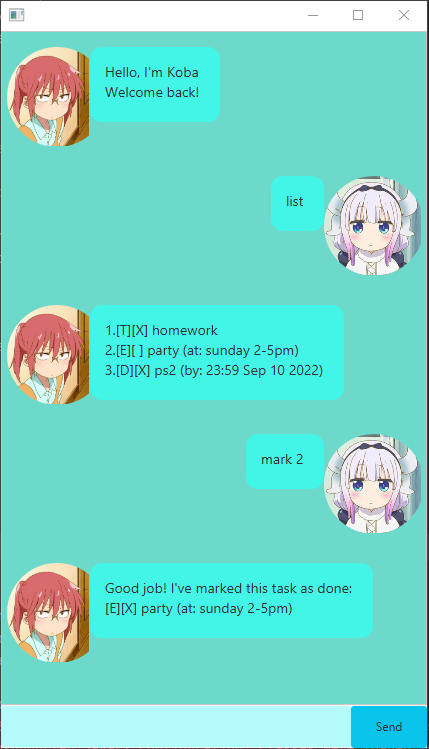 Hello, I'm Koba
Welcome back!
list
1.[T][X] homework
2.[E][ ] party (at: sunday 2-5pm)
3.[D][X] ps2 (by: 23:59 Sep 10 2022)
mark 2
Good job! I've marked this task as done:
[E][X] party (at: sunday 2-5pm)
Send